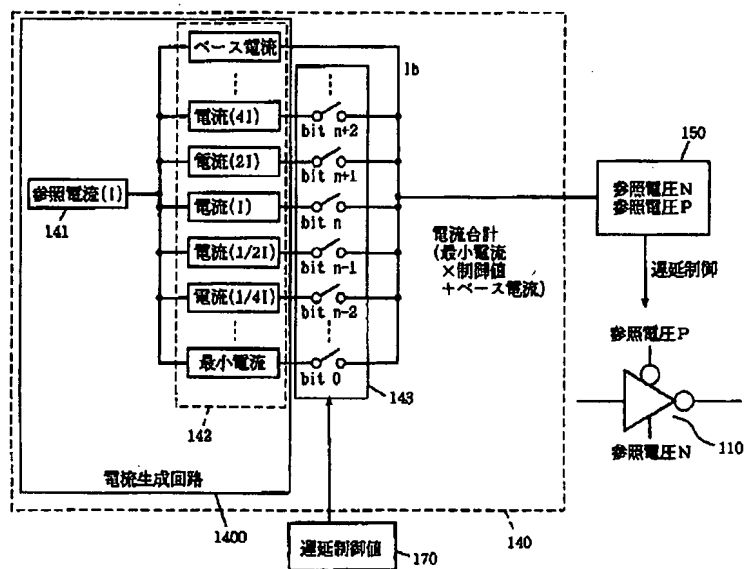 ベース電流
Ib
電流(4I)
bit n+2
150
電流(2I)
bit n+1
参照電圧N
参照電圧P
参照電流(I)
141
電流(I)
bit n
電流合計
(最小電流
×制御値
+ベース電流)
遅延制御
電流(1/2I)
bit n-1
電流(1/4I)
bit n-2
参照電圧P
最小電流
bit 0
143
142
110
参照電圧N
電流生成回路
1400
140
遅延制御値
170